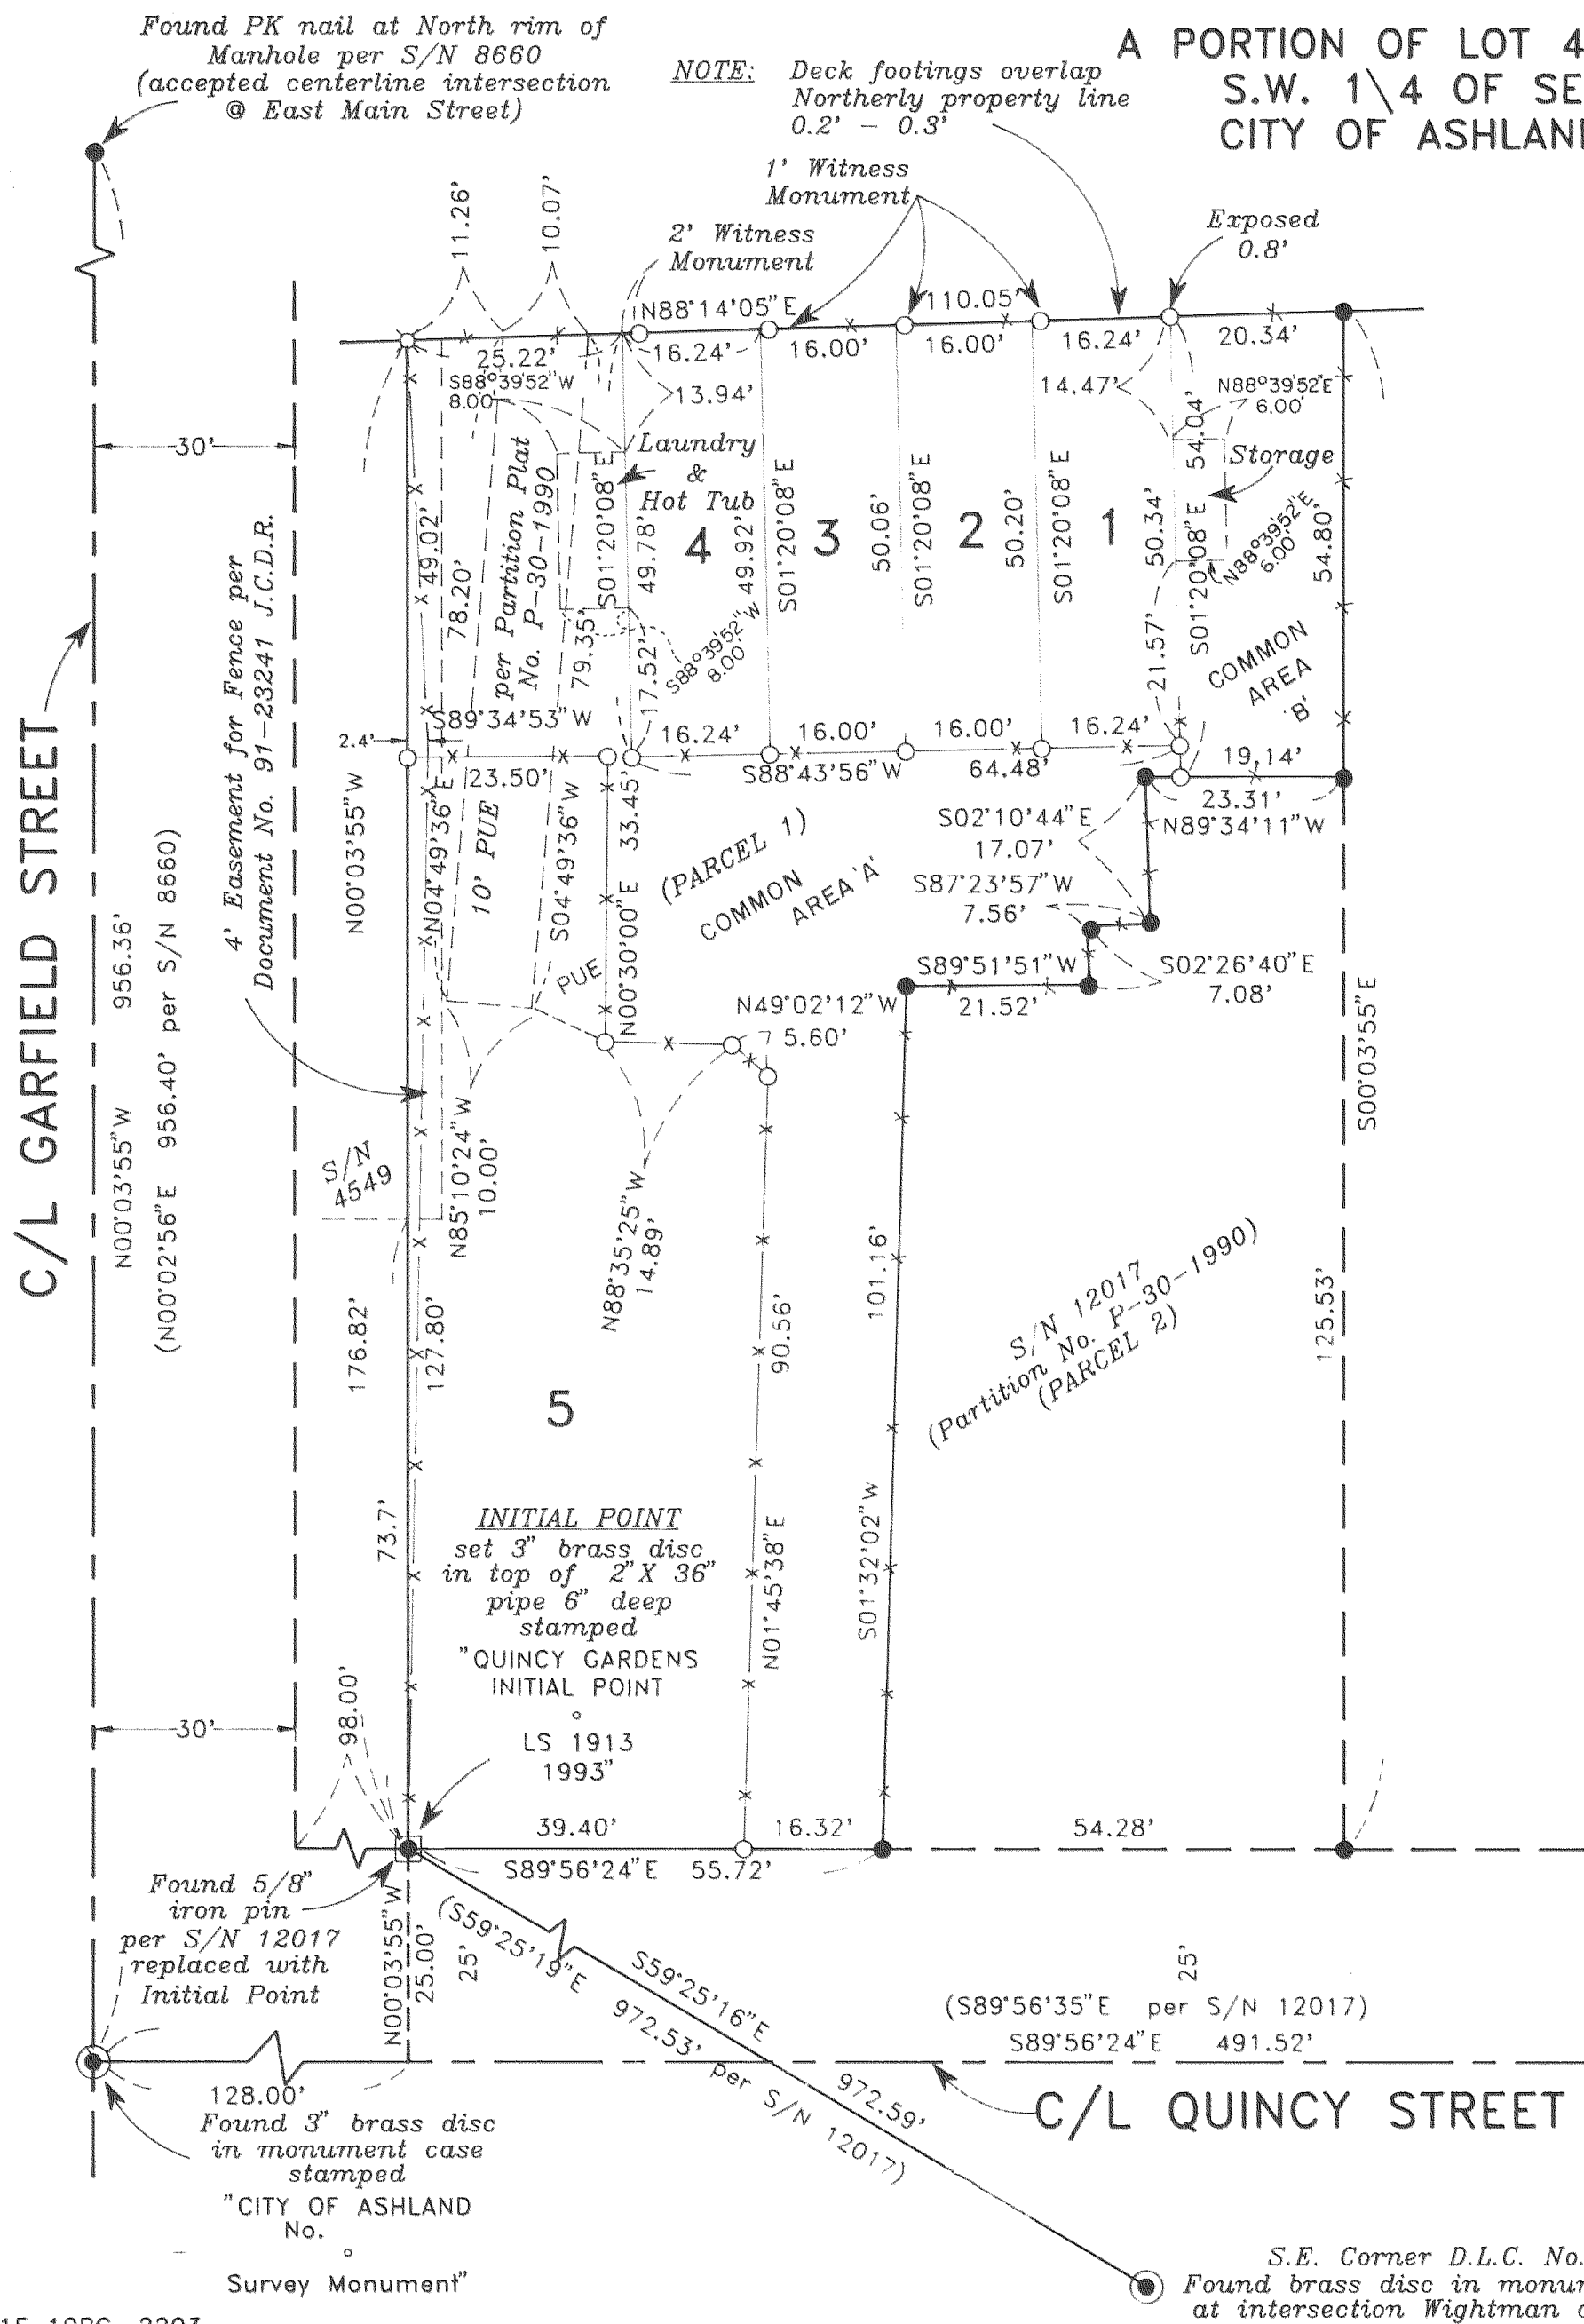 Found PK nail at North rim of
Manhole per S/N 8660
(accepted centerline intersection
@ East Main Street)
NOTE: Deck footings overlap
Northerly property line
0.2' - 0.3'
A PORTION OF LOT 4
S.W. 1\4 OF SE
CITY OF ASHLAN
1' Witness
Monument
2' Witness
Monument
Exposed
0.8'
11.26'
10.07'
N88°14'05"E
110.05'
25.22'
16.24'
16.00'
16.00'
16.24'
20.34'
S88°39'52"W
8.00'
13.94'
14.47'
N88°39'52"E
6.00'
30'
Laundry
&
Hot Tub
Storage
per Partition Plat
No. P-30-1990
4
3
2
1
49.02'
78.20'
79.35'
S01°20'08"E
49.78'
49.92'
S01°20'08"E
50.06'
S01°20'08"E
50.20'
S01°20'08"E
50.34'
54.04'
S01°20'08"E
N88°39'52"E
6.00'
54.80'
21.57'
17.52'
S88°39'52"W
8.00'
COMMON
AREA
'B'
4' Easement for Fence per
Document No. 91-23241 J.C.D.R.
2.4'
S89°34'53"W
23.50'
16.24'
16.00'
16.00'
16.24'
S88°43'56"W
64.48'
19.14'
23.31'
N89°34'11"W
S02°10'44"E
17.07'
S87°23'57"W
7.56'
S89°51'51"W
21.52'
S02°26'40"E
7.08'
N00°03'55"W
N04°49'36"E
10' PUE
S04°49'36"W
PUE
33.45'
N00°30'00"E
(PARCEL 1)
COMMON
AREA 'A'
N49°02'12"W
5.60'
S00°03'55"E
C/L GARFIELD STREET
956.36'
N00°03'55"W
(N00°02'56"E 956.40' per S/N 8660)
S/N
4549
N85°10'24"W
10.00'
N88°35'25"W
14.89'
176.82'
127.80'
90.56'
101.16'
125.53'
S/N 12017
(Partition No. P-30-1990)
(PARCEL 2)
5
73.7'
INITIAL POINT
set 3" brass disc
in top of 2"X 36"
pipe 6" deep
stamped
"QUINCY GARDENS
INITIAL POINT
LS 1913
1993"
N01°45'38"E
S01°32'02"W
98.00'
30'
39.40'
16.32'
54.28'
S89°56'24"E 55.72'
Found 5/8"
iron pin
per S/N 12017
replaced with
Initial Point
N00°03'55"W
25.00'
25'
(S59°25'19"E 972.53' per S/N 12017)
S59°25'16"E 972.59'
25'
(S89°56'35"E per S/N 12017)
S89°56'24"E 491.52'
C/L QUINCY STREET
128.00'
Found 3" brass disc
in monument case
stamped
"CITY OF ASHLAND
No.
Survey Monument"
S.E. Corner D.L.C. No.
Found brass disc in monu
at intersection Wightman